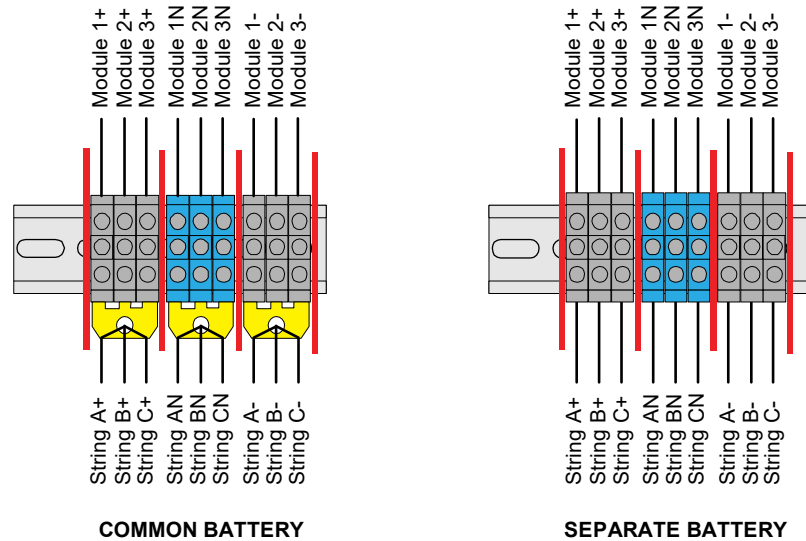 Module 1+
Module 2+
Module 3+
Module 1N
Module 2N
Module 3N
Module 1-
Module 2-
Module 3-
String A+
String B+
String C+
String AN
String BN
String CN
String A-
String B-
String C-
COMMON BATTERY
Module 1+
Module 2+
Module 3+
Module 1N
Module 2N
Module 3N
Module 1-
Module 2-
Module 3-
String A+
String B+
String C+
String AN
String BN
String CN
String A-
String B-
String C-
SEPARATE BATTERY